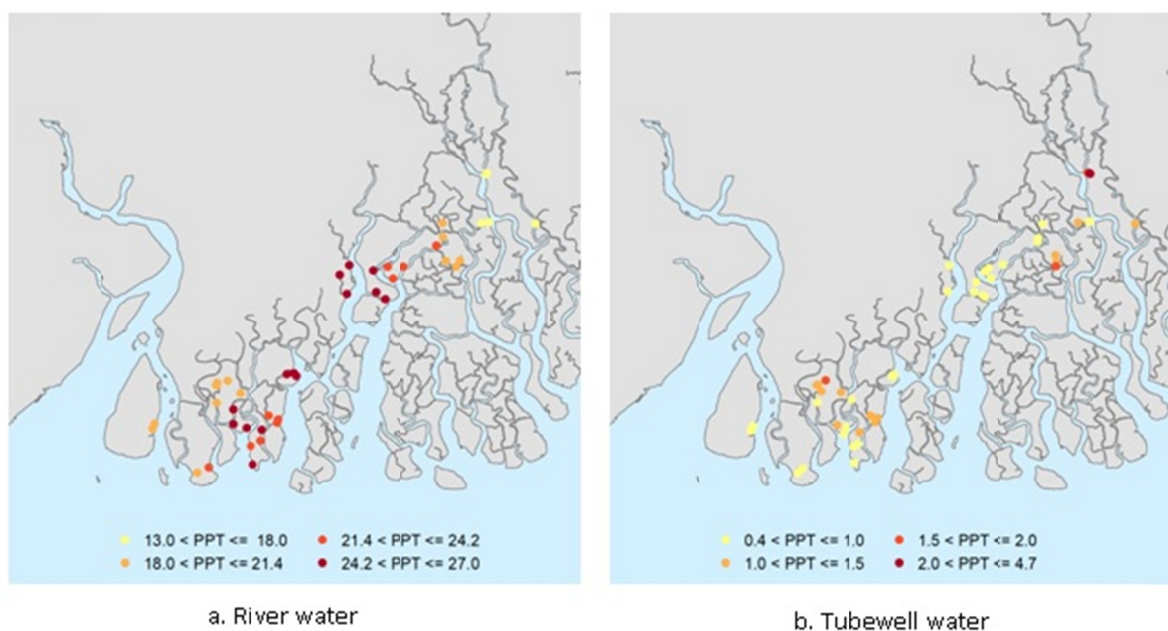 13.0 < PPT <= 18.0
21.4 < PPT <= 24.2
18.0 < PPT <=21.4
24.2 < PPT <= 27.0
a. River water
0.4 < PPT <= 1.0
1.5 < PPT <= 2.0
1.0 < PPT <= 1.5
2.0 < PPT <= 4.7
b. Tubewell water